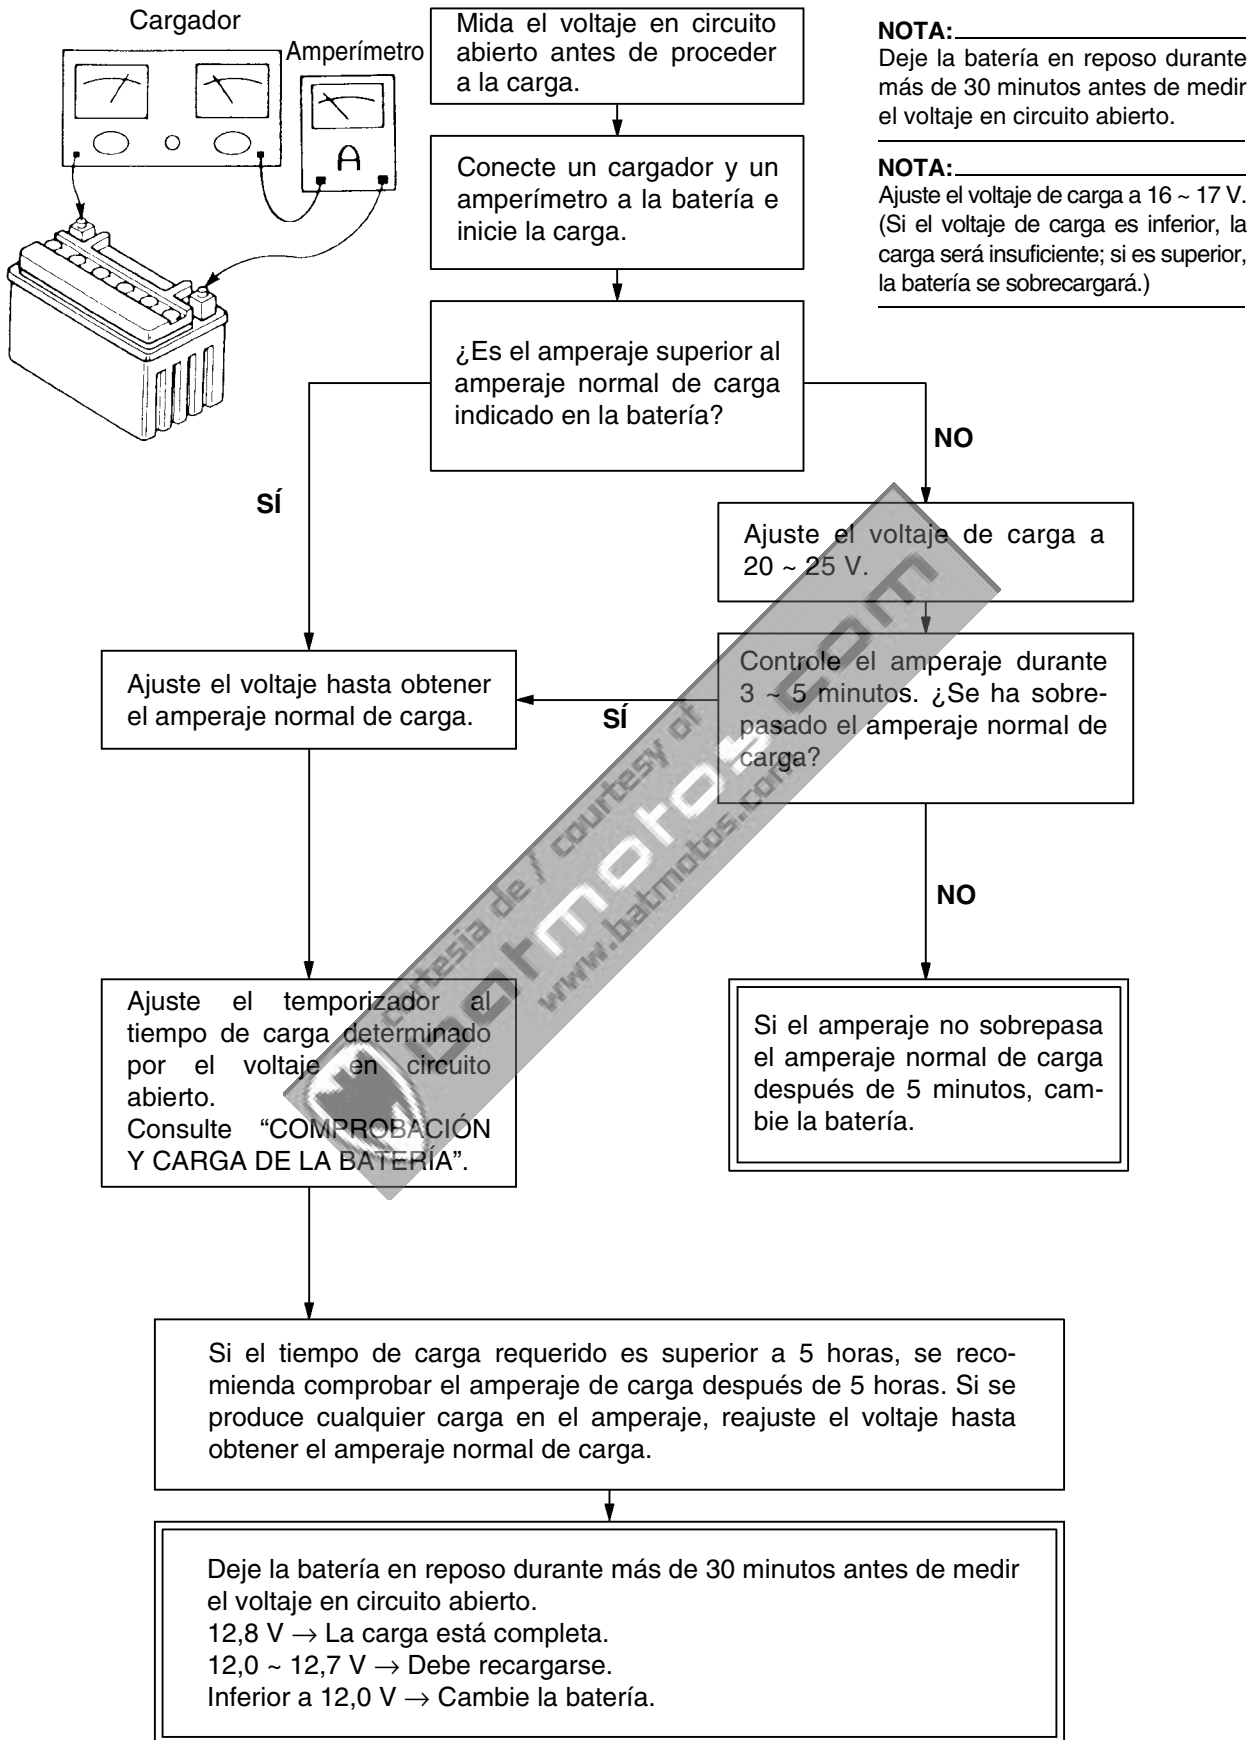 Cargador
Amperímetro
A
Mida el voltaje en circuito
abierto antes de proceder
a la carga.
NOTA:
Deje la batería en reposo durante
más de 30 minutos antes de medir
el voltaje en circuito abierto.
Conecte un cargador y un
amperímetro a la batería e
inicie la carga.
NOTA:
Ajuste el voltaje de carga a 16 ~ 17 V.
(Si el voltaje de carga es inferior, la
carga será insuficiente; si es superior,
la batería se sobrecargará.)
¿Es el amperaje superior al
amperaje normal de carga
indicado en la batería?
NO
SÍ
Ajuste el voltaje de carga a
20 ~ 25 V.
Controle el amperaje durante
3 ~ 5 minutos. ¿Se ha sobre-
pasado el amperaje normal de
carga?
SÍ
Ajuste el voltaje hasta obtener
el amperaje normal de carga.
NO
Si el amperaje no sobrepasa
el amperaje normal de carga
después de 5 minutos, cam-
bie la batería.
Ajuste el temporizador al
tiempo de carga determinado
por el voltaje en circuito
abierto.
Consulte “COMPROBACIÓN
Y CARGA DE LA BATERÍA”.
cortesia de / courtesy of
batmotos.com
www.batmotos.com
Si el tiempo de carga requerido es superior a 5 horas, se reco-
mienda comprobar el amperaje de carga después de 5 horas. Si se
produce cualquier carga en el amperaje, reajuste el voltaje hasta
obtener el amperaje normal de carga.
Deje la batería en reposo durante más de 30 minutos antes de medir
el voltaje en circuito abierto.
12,8 V → La carga está completa.
12,0 ~ 12,7 V → Debe recargarse.
Inferior a 12,0 V → Cambie la batería.